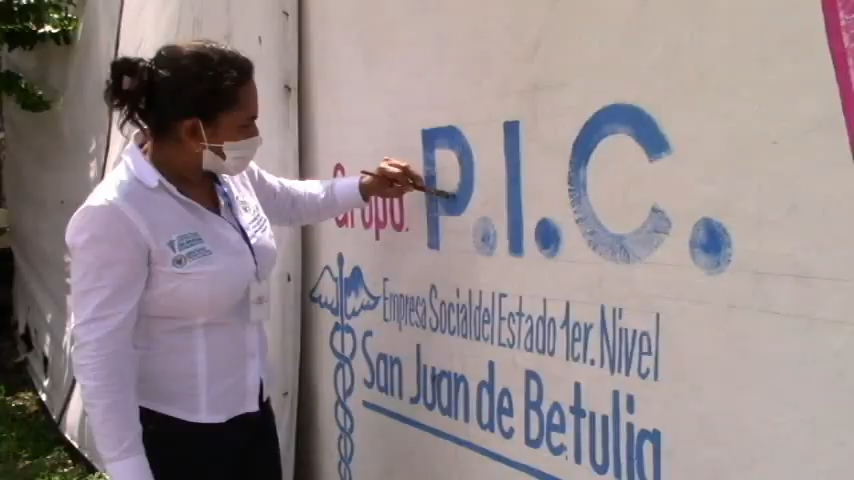 Grupo.
P.I.C.
Empresa Social del Estado 1er. Nivel
San Juan de Betulia